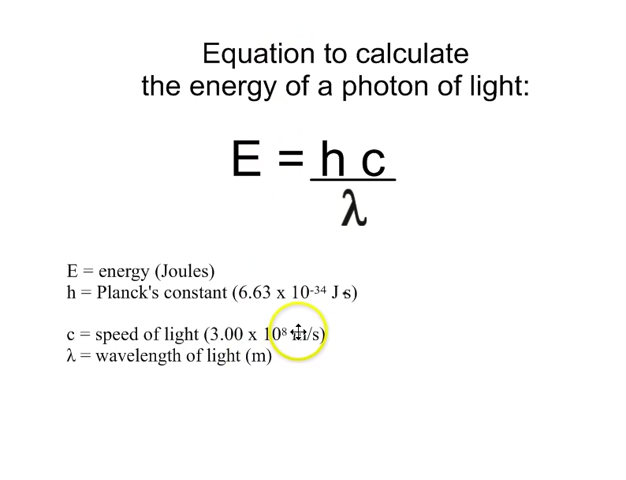 Equation to calculate
the energy of a photon of light:
E = h c
λ
E = energy (Joules)
h = Planck's constant (6.63 x 10⁻³⁴ J·s)
c = speed of light (3.00 x 10⁸ m/s)
λ = wavelength of light (m)